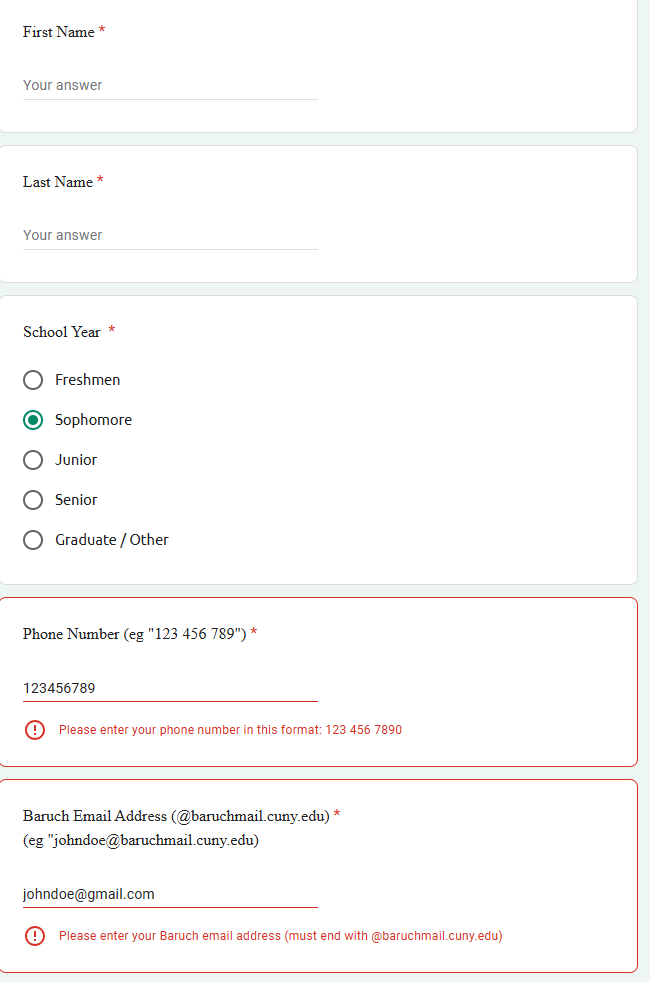 First Name *
Your answer
Last Name *
Your answer
School Year *
Freshmen
Sophomore
Junior
Senior
Graduate / Other
Phone Number (eg "123 456 789") *
123456789
Please enter your phone number in this format: 123 456 7890
Baruch Email Address (@baruchmail.cuny.edu) *
(eg "johndoe@baruchmail.cuny.edu)
johndoe@gmail.com
Please enter your Baruch email address (must end with @baruchmail.cuny.edu)